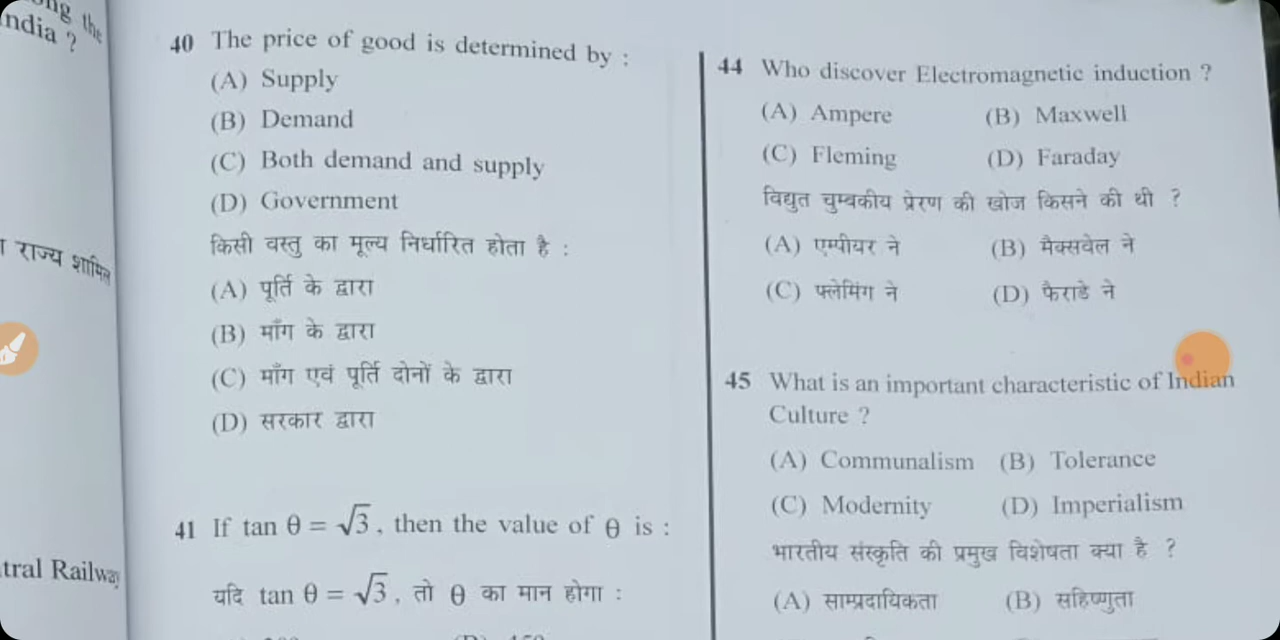 ong the
ndia ?
राज्य शामिल
tral Railway
40 The price of good is determined by :
(A) Supply
(B) Demand
(C) Both demand and supply
(D) Government
किसी वस्तु का मूल्य निर्धारित होता है :
(A) पूर्ति के द्वारा
(B) माँग के द्वारा
(C) माँग एवं पूर्ति दोनों के द्वारा
(D) सरकार द्वारा
41 If tan θ = √3, then the value of θ is :
यदि tan θ = √3, तो θ का मान होगा :
44 Who discover Electromagnetic induction ?
(A) Ampere (B) Maxwell
(C) Fleming (D) Faraday
विद्युत चुम्बकीय प्रेरण की खोज किसने की थी ?
(A) एम्पीयर ने (B) मैक्सवेल ने
(C) फ्लेमिंग ने (D) फैराडे ने
45 What is an important characteristic of Indian
Culture ?
(A) Communalism (B) Tolerance
(C) Modernity (D) Imperialism
भारतीय संस्कृति की प्रमुख विशेषता क्या है ?
(A) साम्प्रदायिकता (B) सहिष्णुता